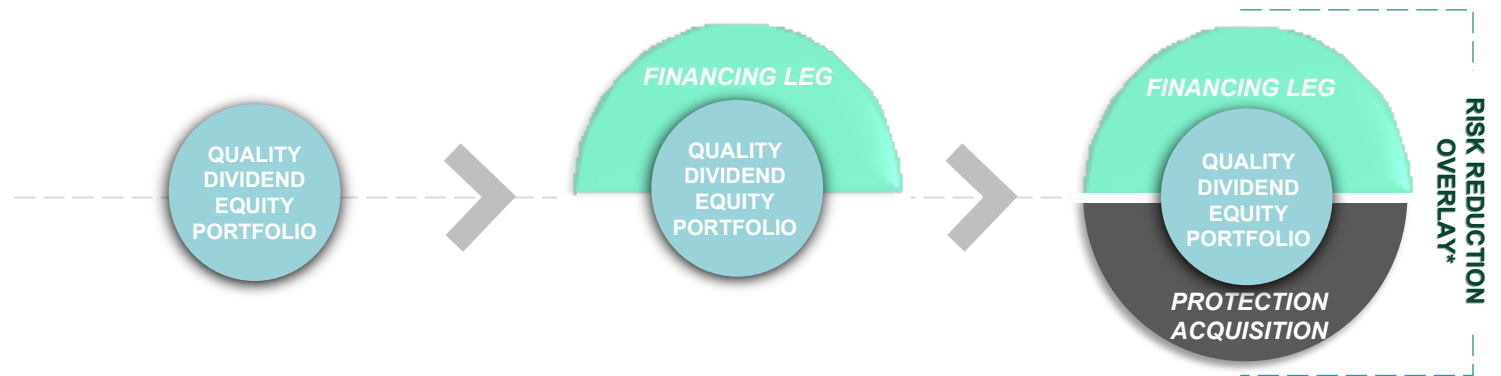 QUALITY
DIVIDEND
EQUITY
PORTFOLIO
FINANCING LEG
QUALITY
DIVIDEND
EQUITY
PORTFOLIO
FINANCING LEG
QUALITY
DIVIDEND
EQUITY
PORTFOLIO
PROTECTION
ACQUISITION
RISK REDUCTION
OVERLAY*